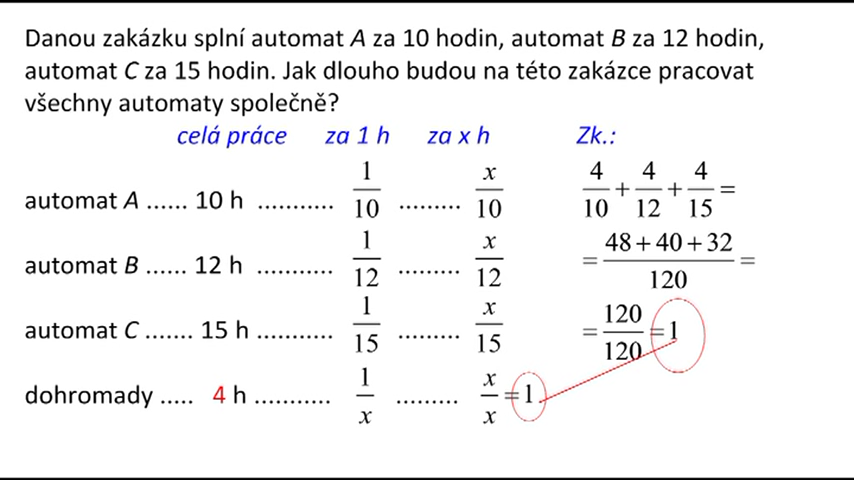 Danou zakázku splní automat A za 10 hodin, automat B za 12 hodin,
automat C za 15 hodin. Jak dlouho budou na této zakázce pracovat
všechny automaty společně?
celá práce za 1 h za x h Zk.:
automat A ...... 10 h ........... 1/10 ......... x/10 4/10 + 4/12 + 4/15 =
automat B ...... 12 h ........... 1/12 ......... x/12 = (48 + 40 + 32)/120 =
automat C ....... 15 h ........... 1/15 ......... x/15 = 120/120 = 1
dohromady ..... 4 h ........... 1/x ......... x/x = 1